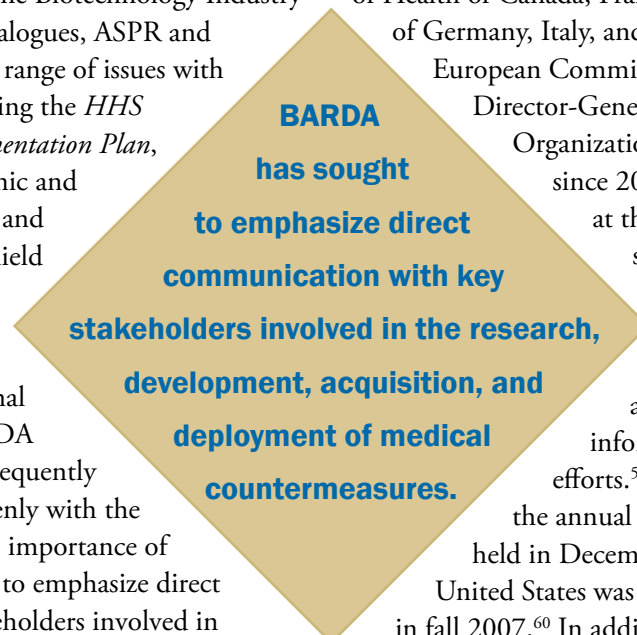 the Biotechnology Industry
alogues, ASPR and
range of issues with
ing the HHS
mentation Plan,
nic and
and
ield
nal
DA
equently
enly with the
importance of
to emphasize direct
eholders involved in
BARDA
has sought
to emphasize direct
communication with key
stakeholders involved in the research,
development, acquisition, and
deployment of medical
countermeasures.
of Health of Canada, Fra
of Germany, Italy, and
European Commi
Director-Gene
Organizatio
since 20
at th
s
a
info
efforts.5
the annual
held in Decem
United States was
in fall 2007.60 In addi